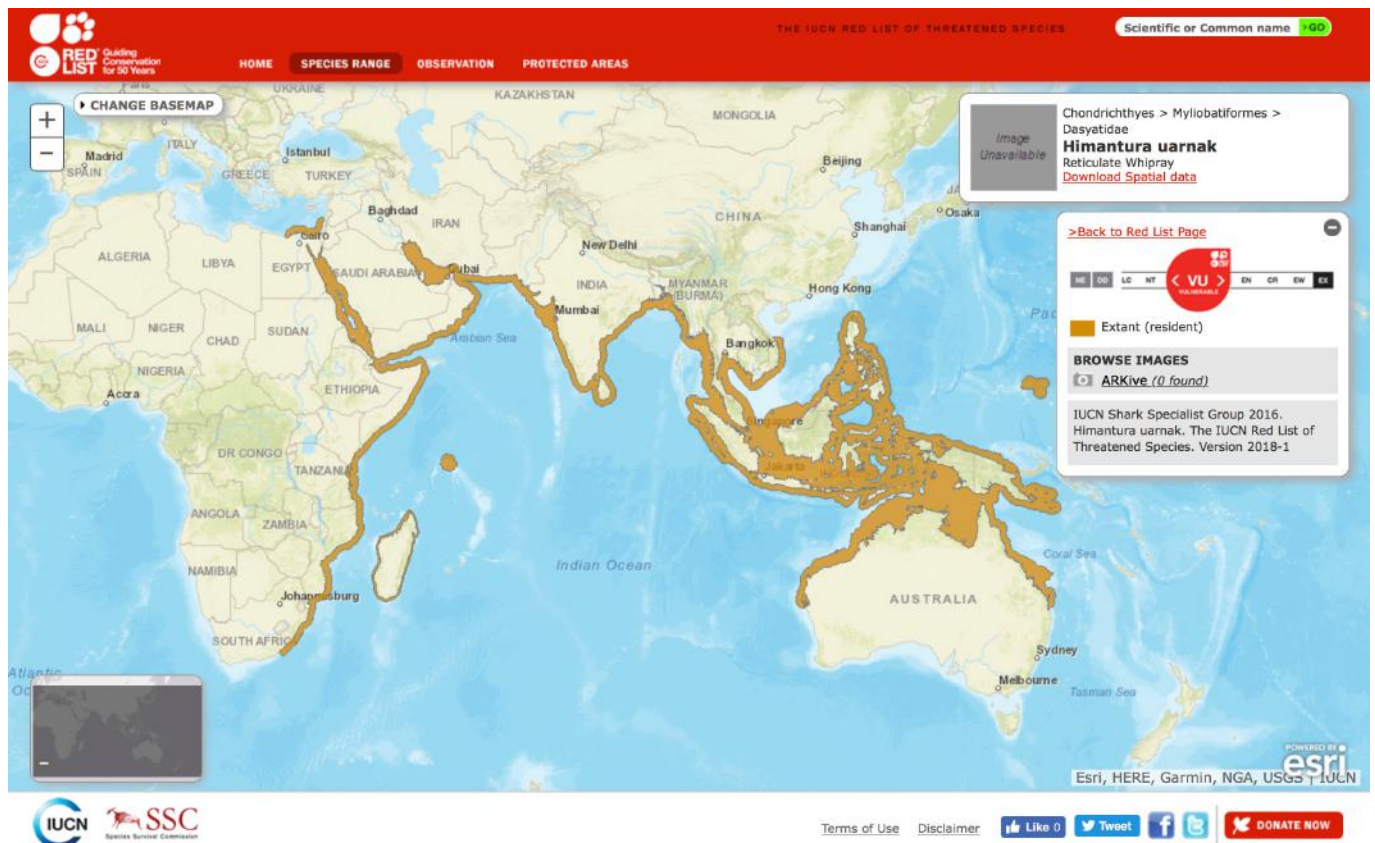 THE IUCN RED LIST OF THREATENED SPECIES
Scientific or Common name
>GO
RED LIST
Guiding
Conservation
for 50 Years
HOME
SPECIES RANGE
OBSERVATION
PROTECTED AREAS
+
−
CHANGE BASEMAP
Paris
UKRAINE
KAZAKHSTAN
MONGOLIA
ITALY
Madrid
SPAIN
Istanbul
GREECE
TURKEY
Beijing
Baghdad
IRAN
CHINA
Osaka
Shanghai
Cairo
New Delhi
ALGERIA
LIBYA
EGYPT
SAUDI ARABIA
Dubai
INDIA
MYANMAR
(BURMA)
Hong Kong
Mumbai
MALI
NIGER
CHAD
SUDAN
Arabian Sea
Bangkok
NIGERIA
Accra
ETHIOPIA
Singapore
DR CONGO
TANZANIA
Jakarta
ANGOLA
ZAMBIA
Indian Ocean
Coral Sea
NAMIBIA
Johannesburg
AUSTRALIA
SOUTH AFRIC
Sydney
Melbourne
Tasman Sea
Atlantic
Image
Unavailable
Chondrichthyes > Myliobatiformes >
Dasyatidae
Himantura uarnak
Reticulate Whipray
Download Spatial data
>Back to Red List Page
NE DD LC NT < VU > EN CR EW EX
VULNERABLE
Extant (resident)
BROWSE IMAGES
ARKive (0 found)
IUCN Shark Specialist Group 2016.
Himantura uarnak. The IUCN Red List of
Threatened Species. Version 2018-1
POWERED BY
esri
Esri, HERE, Garmin, NGA, USGS | IUCN
IUCN
SSC
Species Survival Commission
Terms of Use
Disclaimer
Like 0
Tweet
DONATE NOW